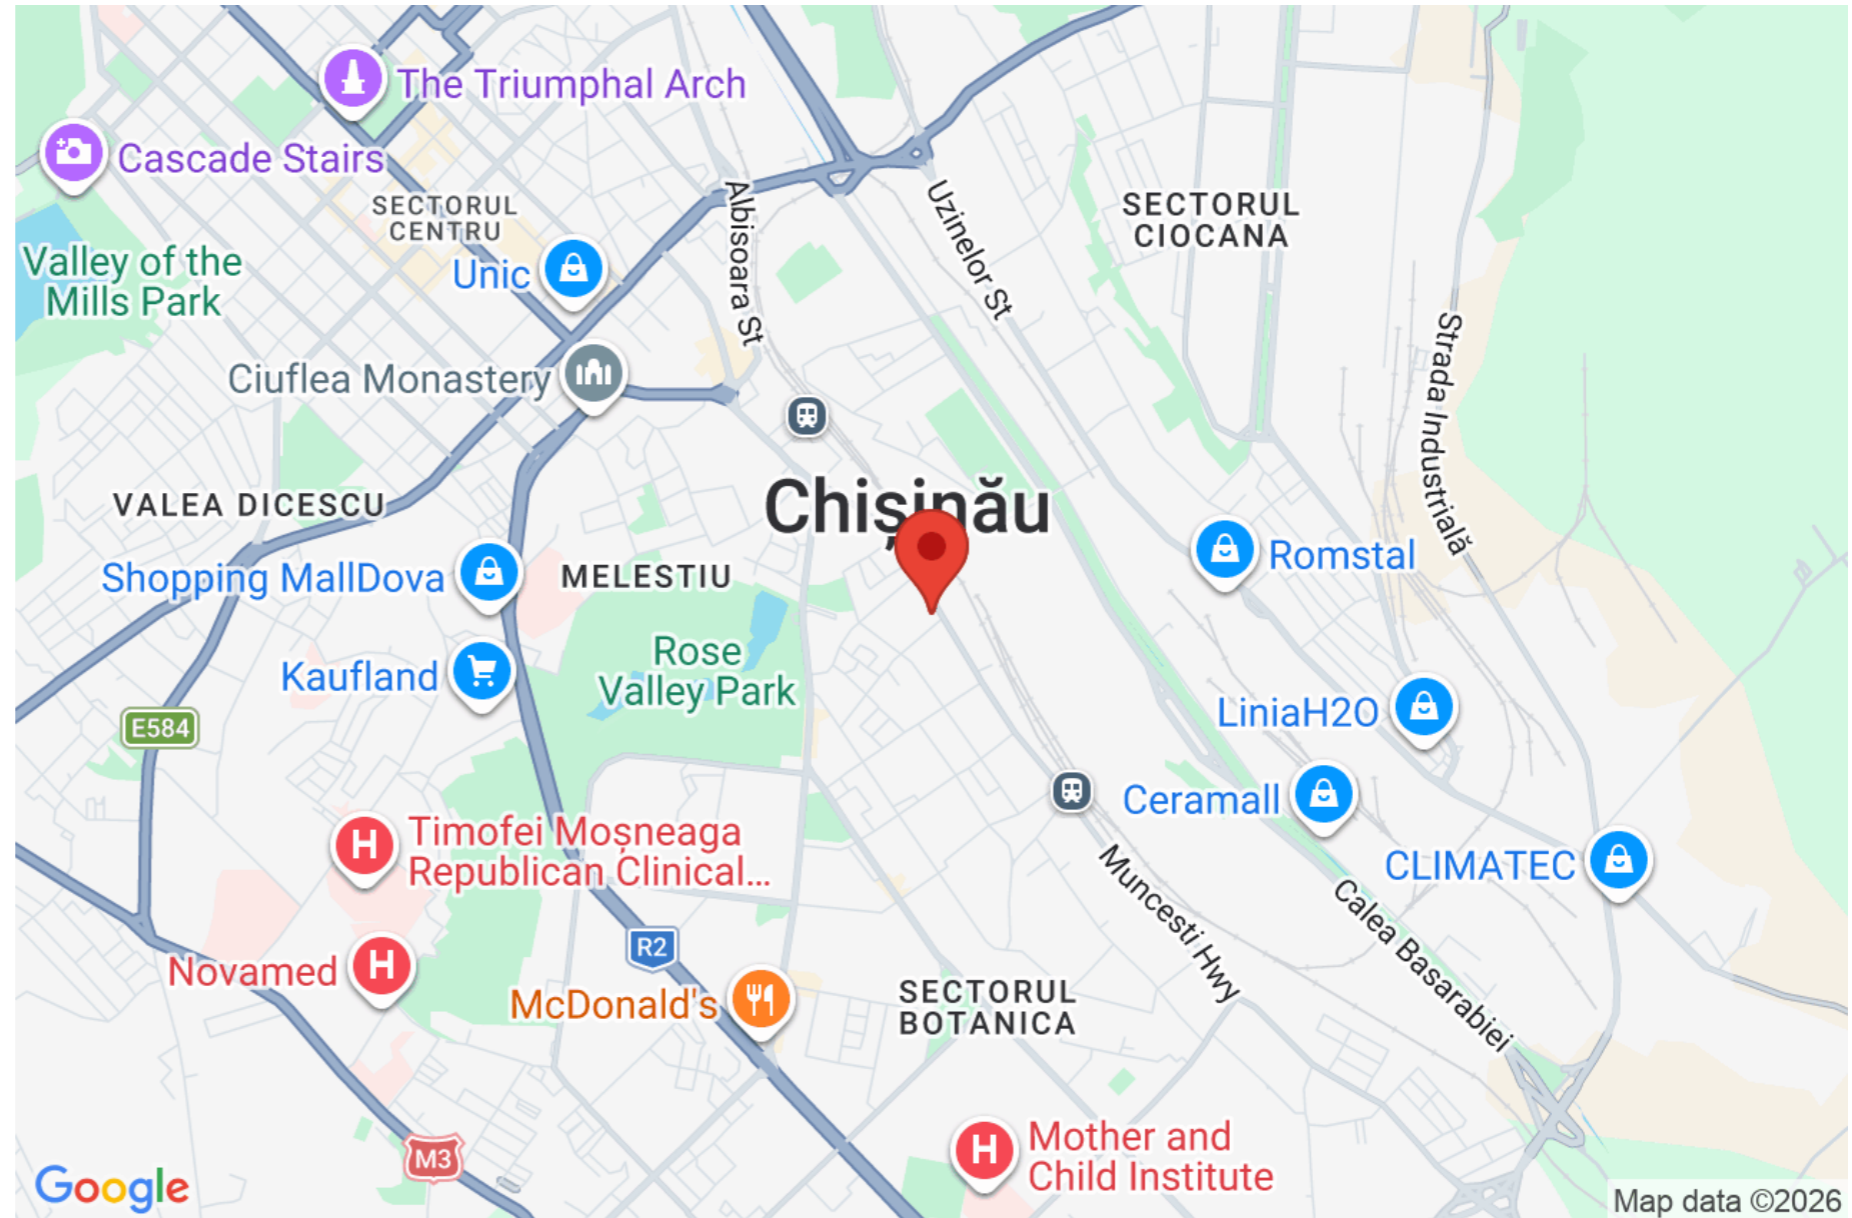 The Triumphal Arch
Cascade Stairs
SECTORUL
CENTRU
Albisoara St
Uzinelor St
SECTORUL
CIOCANA
Valley of the
Mills Park
Unic
Ciuflea Monastery
Strada Industrială
VALEA DICESCU
Chișinău
Shopping MallDova
MELESTIU
Romstal
Rose
Valley Park
Kaufland
E584
LiniaH2O
Ceramall
Timofei Moșneaga
Republican Clinical...
CLIMATEC
Muncesti Hwy
Calea Basarabiei
R2
Novamed
McDonald's
SECTORUL
BOTANICA
Mother and
Child Institute
M3
Google
Map data ©2026